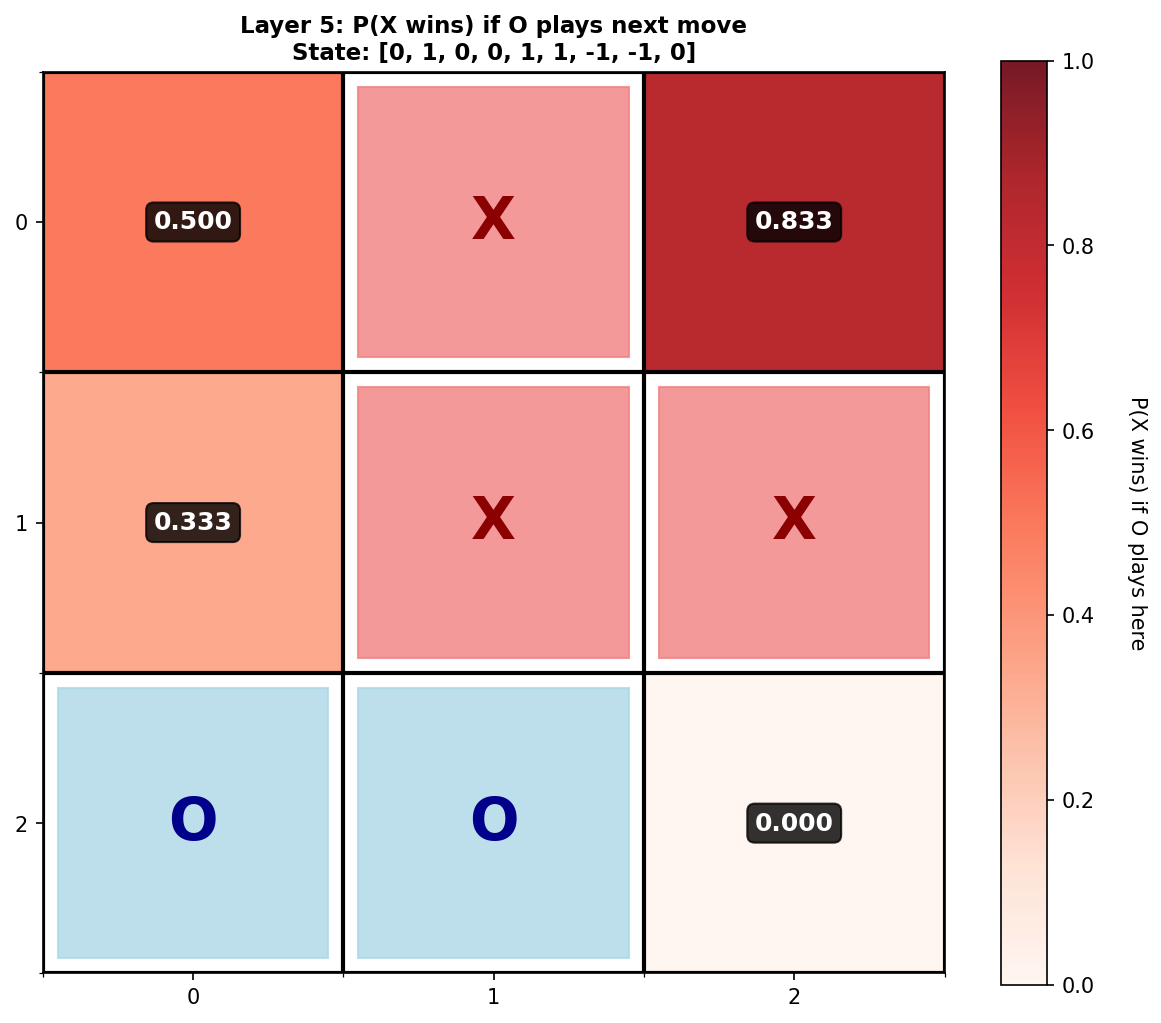 Layer 5: P(X wins) if O plays next move
State: [0, 1, 0, 0, 1, 1, -1, -1, 0]
0.500
X
0.833
0.333
X
X
O
O
0.000
0
1
2
0
1
2
1.0
0.8
0.6
0.4
0.2
0.0
P(X wins) if O plays here